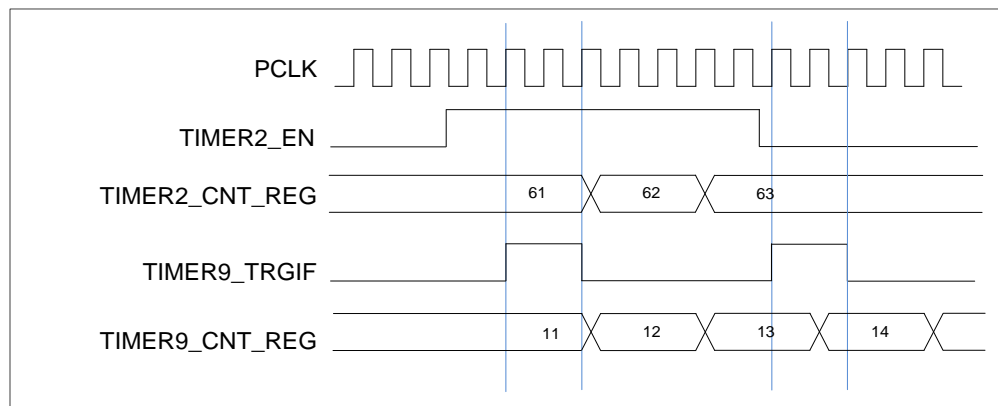 PCLK
TIMER2_EN
TIMER2_CNT_REG 61 62 63
TIMER9_TRGIF
TIMER9_CNT_REG 11 12 13 14